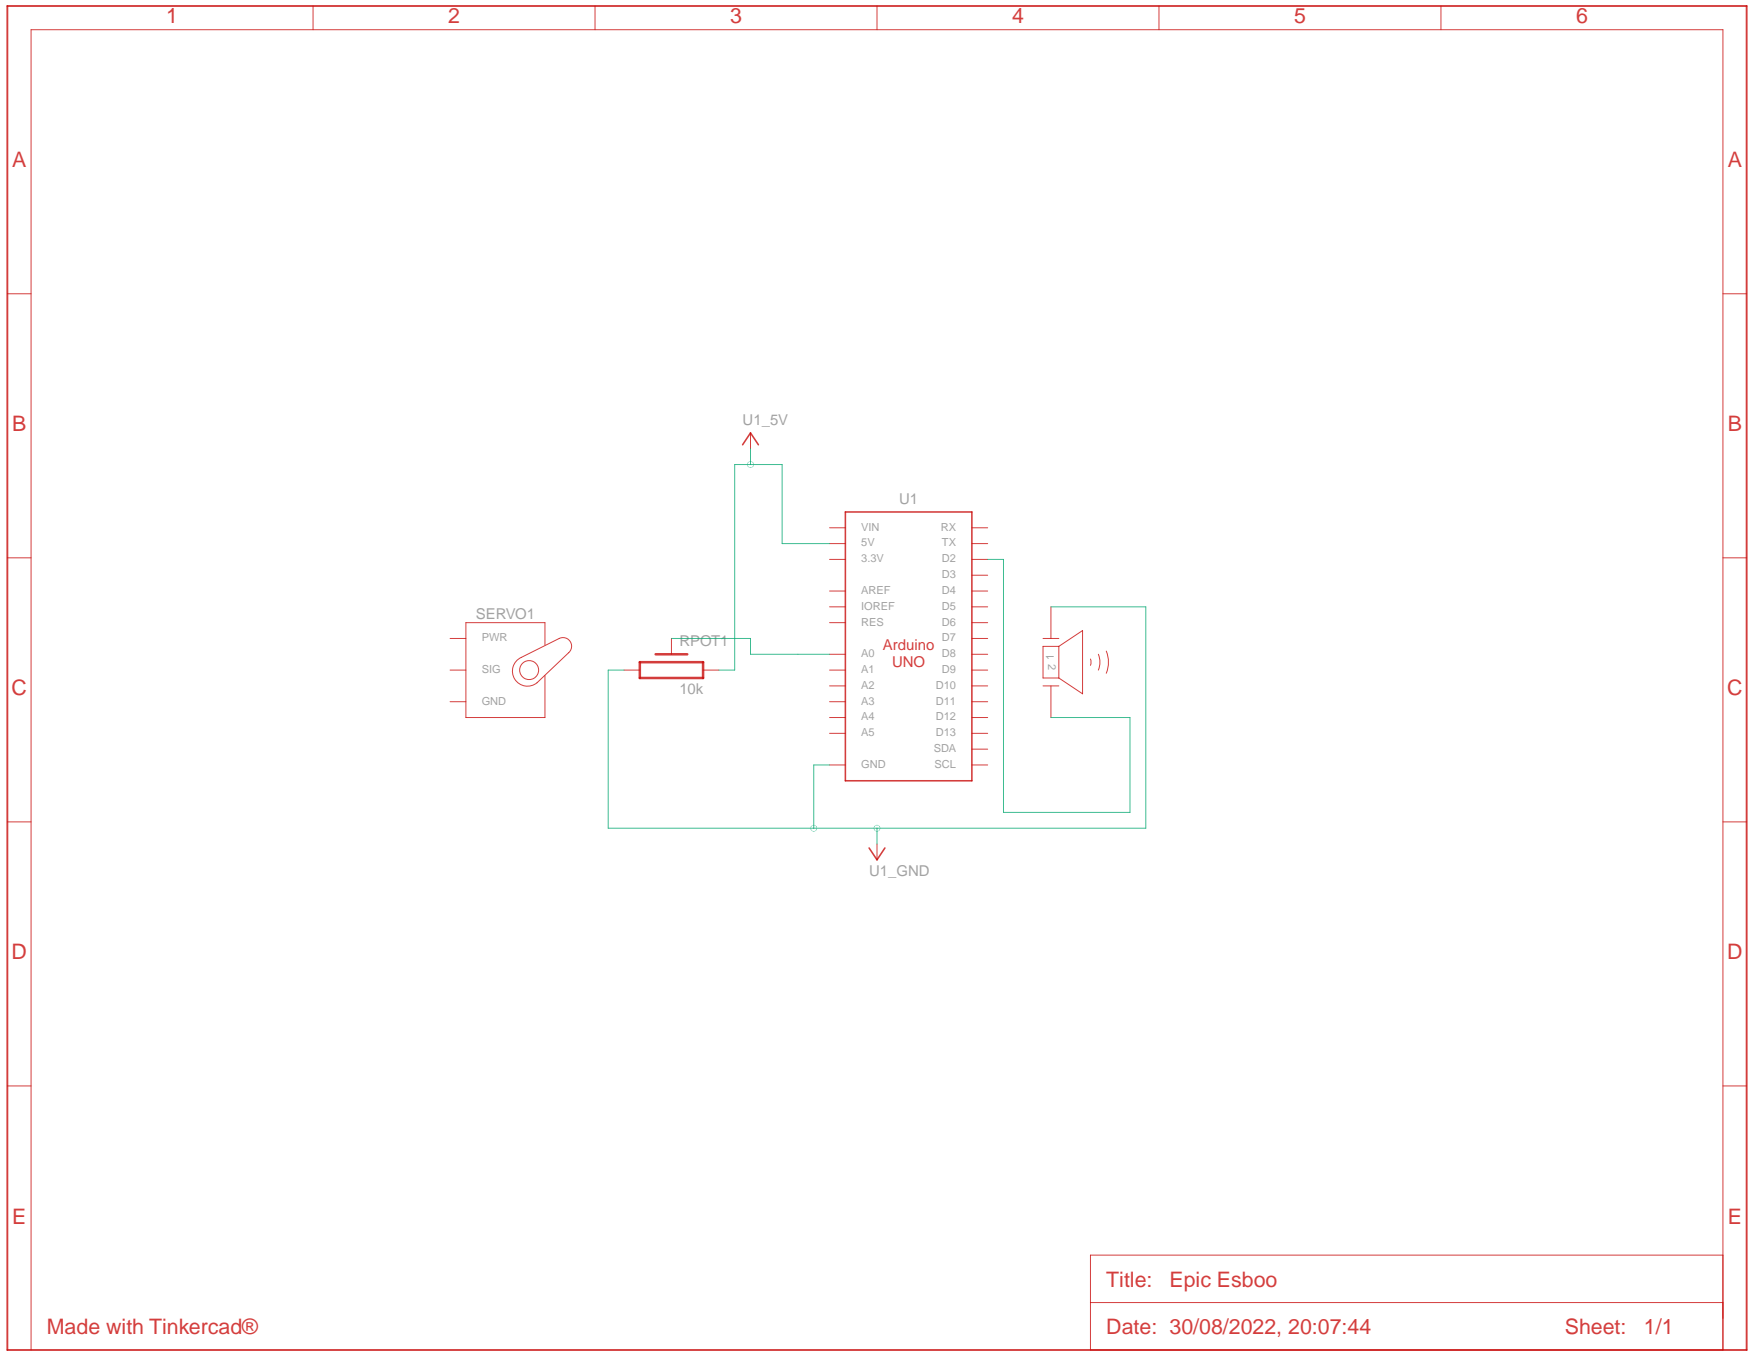 1 2 3 4 5 6
A A
B B
U1_5V
U1
VIN RX
5V TX
3.3V D2
D3
AREF D4
IOREF D5
RES D6
D7
A0 D8
A1 D9
A2 D10
A3 D11
A4 D12
A5 D13
SDA
GND SCL
Arduino
UNO
SERVO1
PWR
SIG
GND
RPOT1
10k
1 2
C C
U1_GND
D D
E E
Title: Epic Esboo
Date: 30/08/2022, 20:07:44 Sheet: 1/1
Made with Tinkercad®